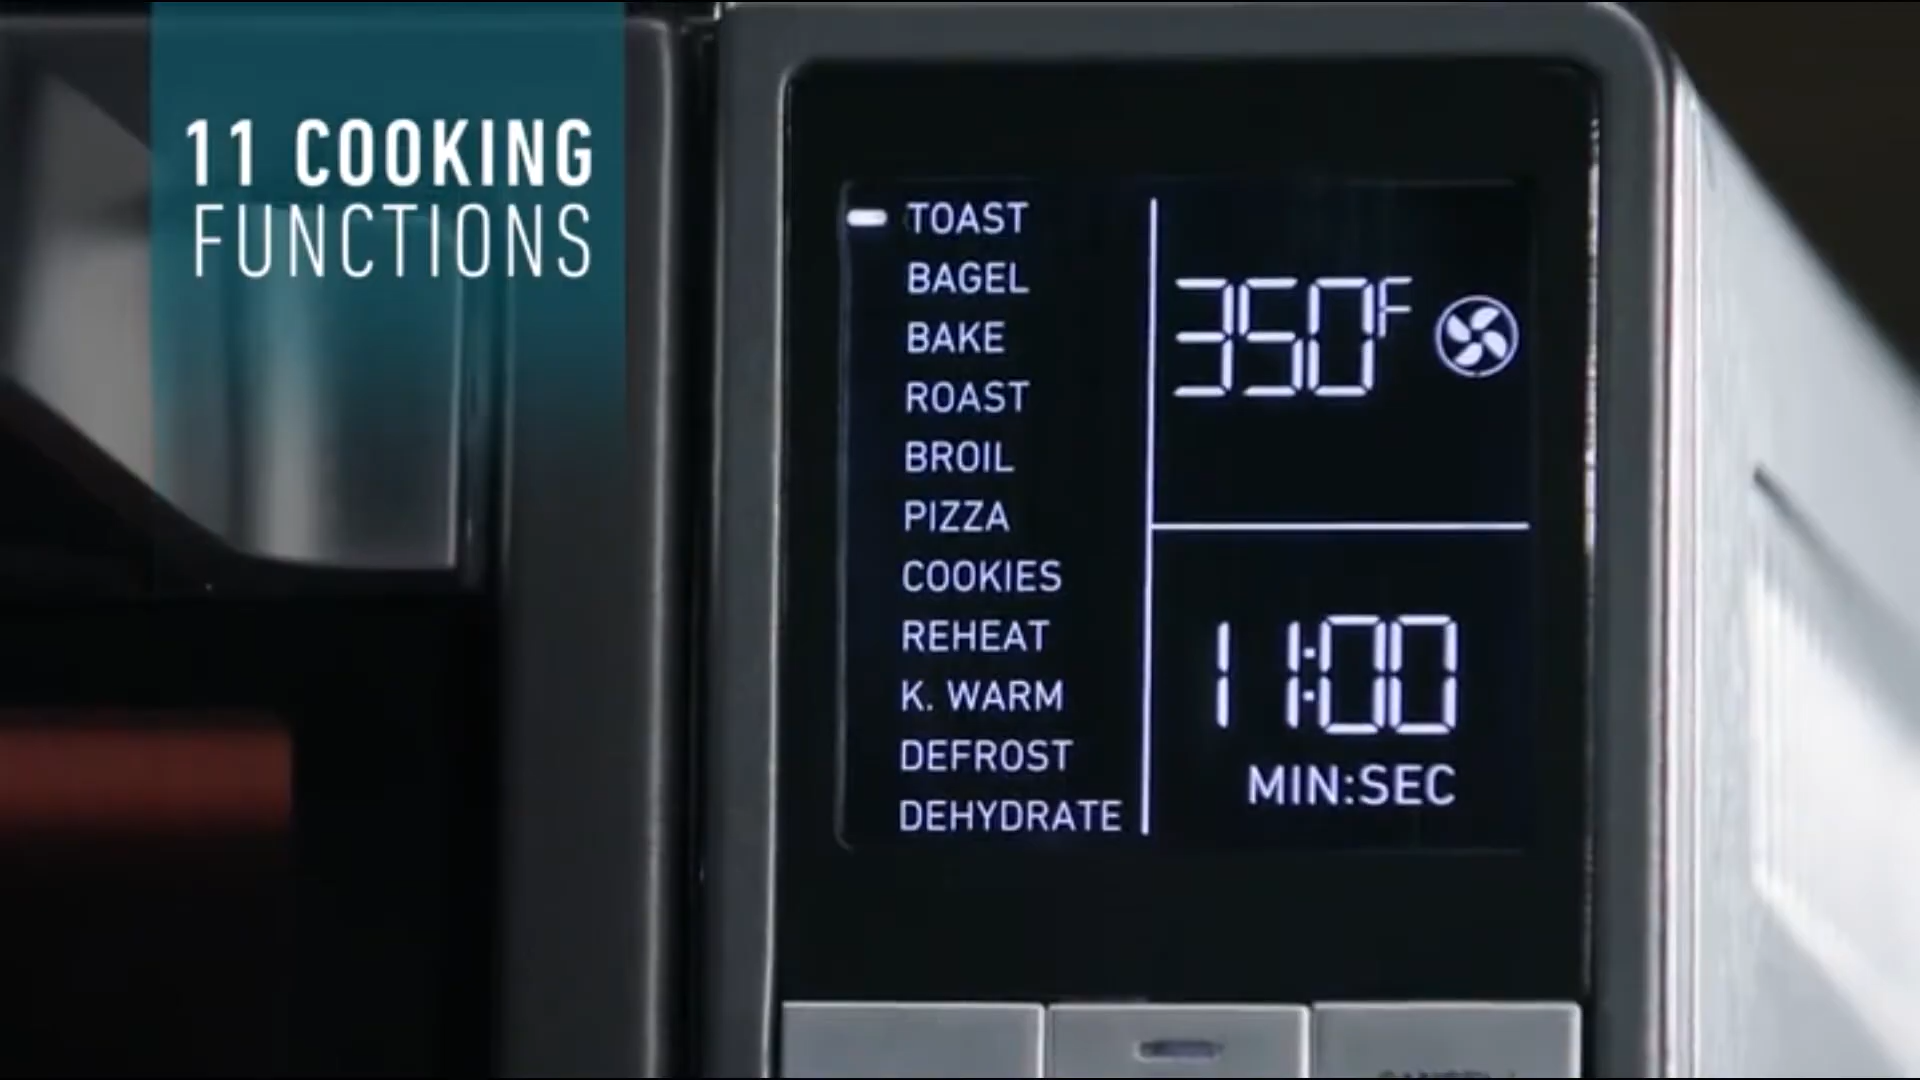 11 COOKING
FUNCTIONS
TOAST
BAGEL
BAKE
ROAST
BROIL
PIZZA
COOKIES
REHEAT
K. WARM
DEFROST
DEHYDRATE
350F
11:00
MIN:SEC